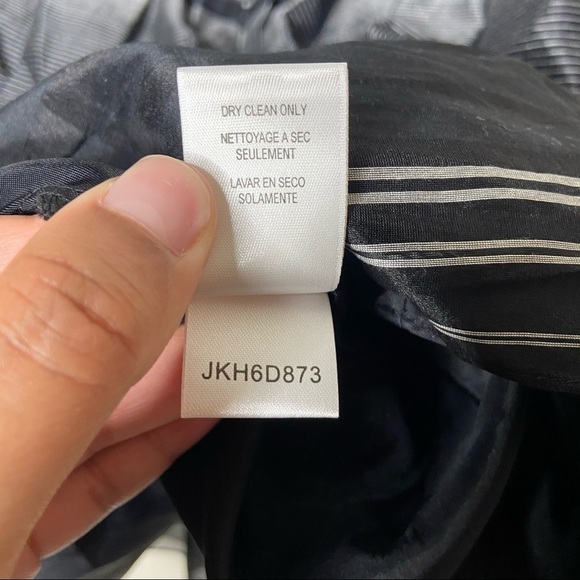 DRY CLEAN ONLY
NETTOYAGE A SEC
SEULEMENT
LAVAR EN SECO
SOLAMENTE
JKH6D873